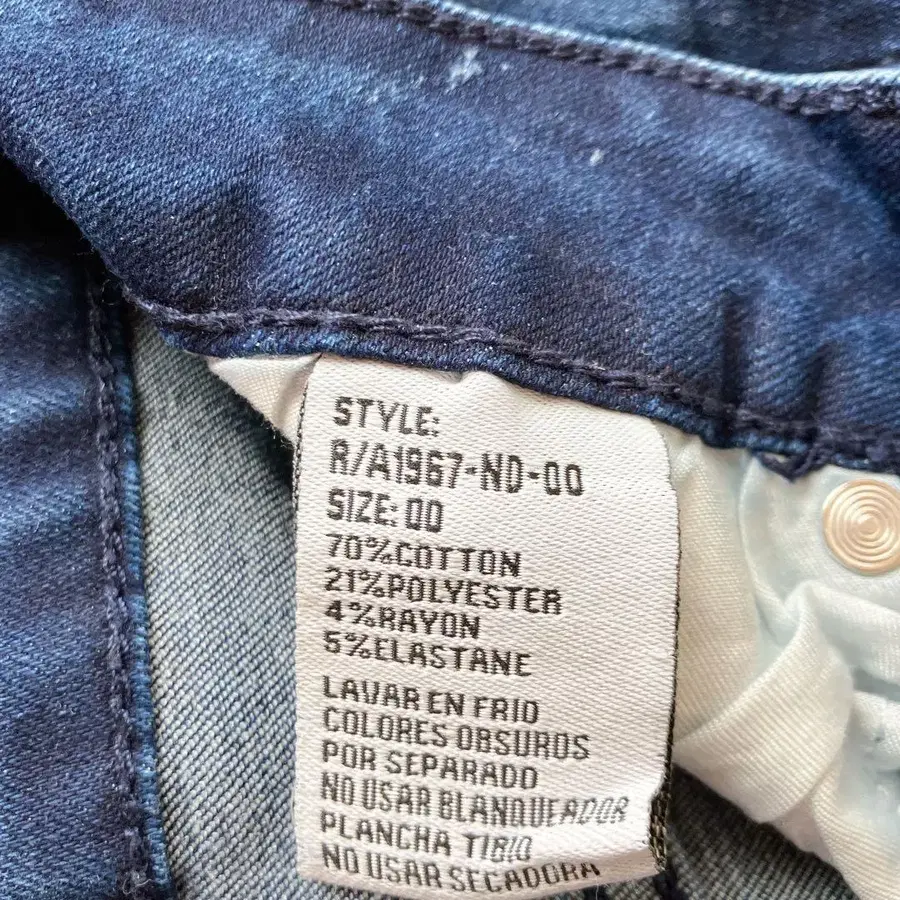 STYLE:
R/A1967-ND-00
SIZE: 00
70%COTTON
21%POLYESTER
4%RAYON
5%ELASTANE
LAVAR EN FRIO
COLORES OBSUROS
POR SEPARADO
NO USAR BLANQUEADOR
PLANCHA TIBIO
NO USAR SECADORA